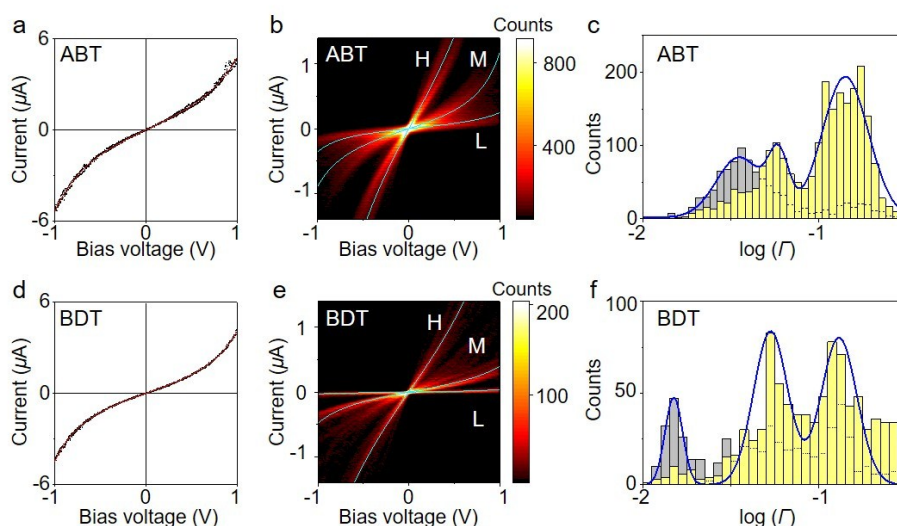 a
ABT
6
0
-6
Current (µA)
-1
0
1
Bias voltage (V)
b
ABT
H
M
L
1
0
-1
Current (µA)
-1
0
1
Bias voltage (V)
Counts
800
400
c
ABT
200
100
0
Counts
-2
-1
log (Γ)
d
BDT
6
0
-6
Current (µA)
-1
0
1
Bias voltage (V)
e
BDT
H
M
L
1
0
-1
Current (µA)
-1
0
1
Bias voltage (V)
Counts
200
100
f
BDT
100
50
0
Counts
-2
-1
log (Γ)